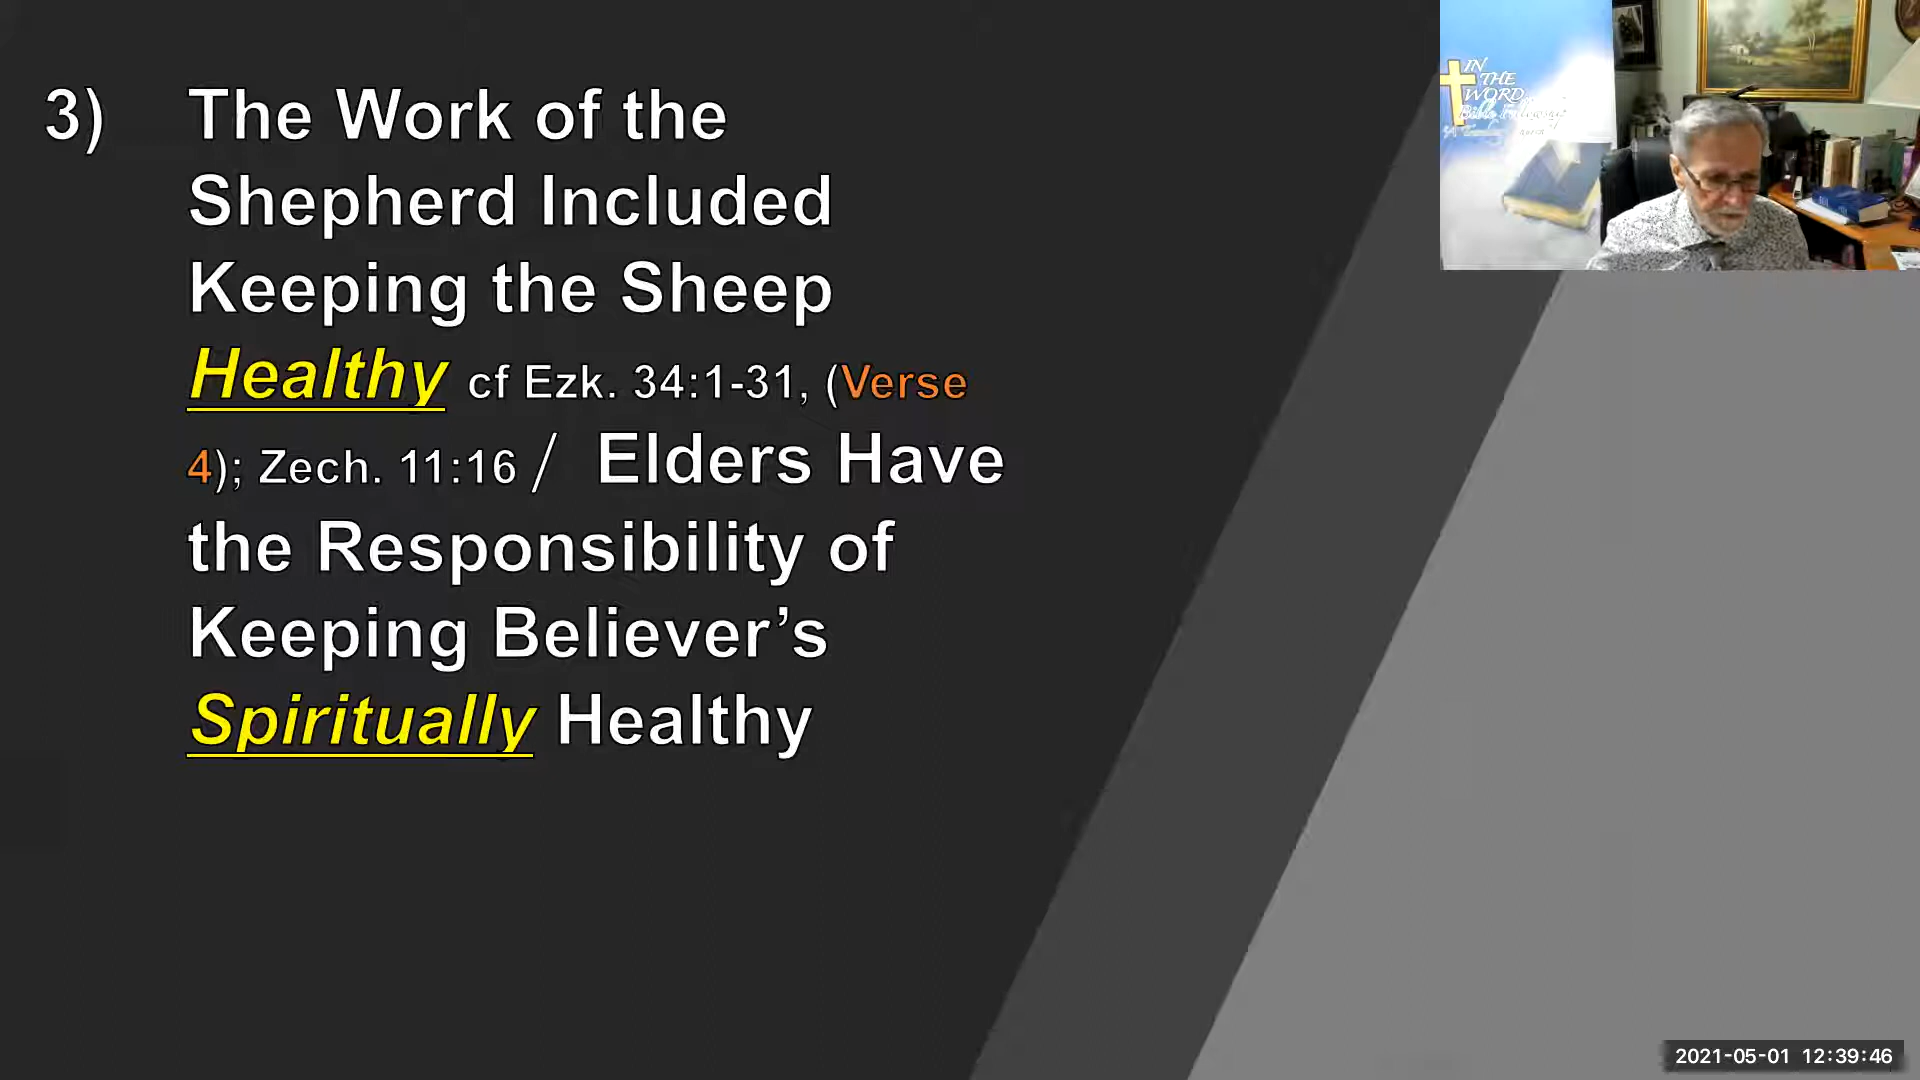 3) The Work of the
Shepherd Included
Keeping the Sheep
Healthy cf Ezk. 34:1-31, (Verse
4); Zech. 11:16 / Elders Have
the Responsibility of
Keeping Believer’s
Spiritually Healthy
IN
THE
WORD
Bible Fellowship
2021-05-01 12:39:46